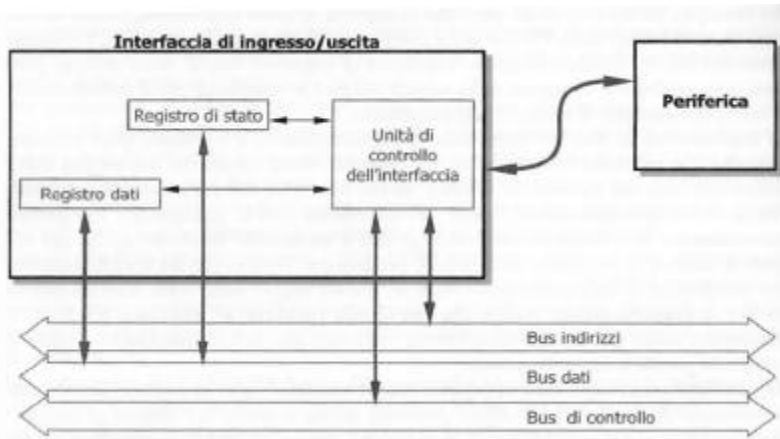 Interfaccia di ingresso/uscita
Periferica
Registro di stato
Unità di
controllo
dell'interfaccia
Registro dati
Bus indirizzi
Bus dati
Bus di controllo